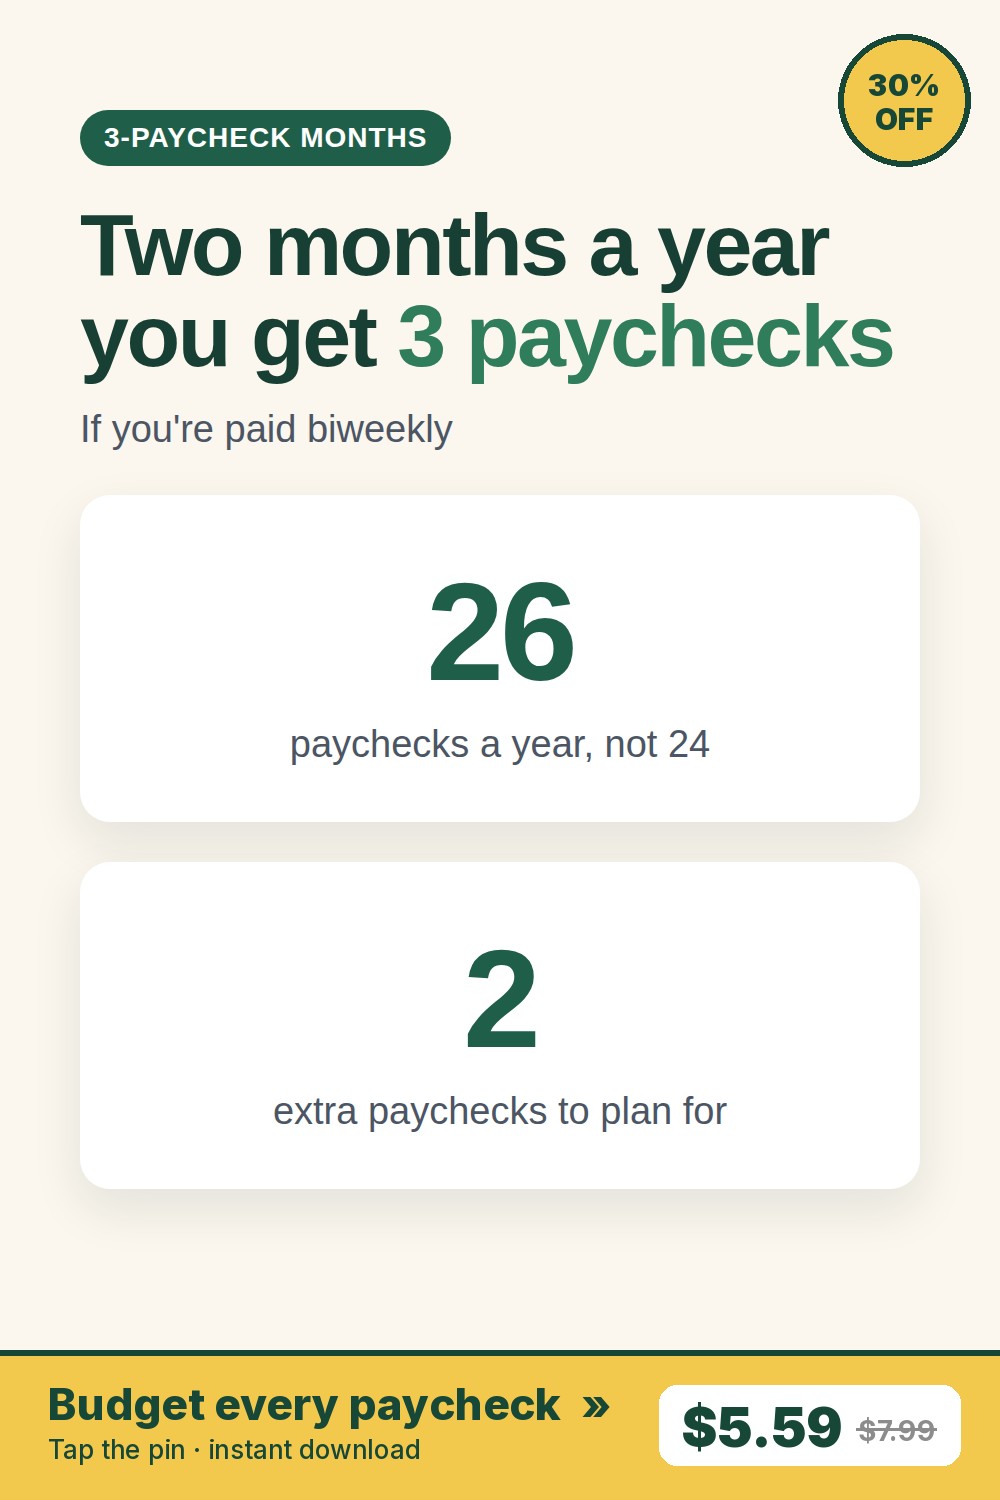 30%
OFF
3-PAYCHECK MONTHS
Two months a year
you get 3 paychecks
If you're paid biweekly
26
paychecks a year, not 24
2
extra paychecks to plan for
Budget every paycheck »
Tap the pin · instant download
$5.59 $7.99